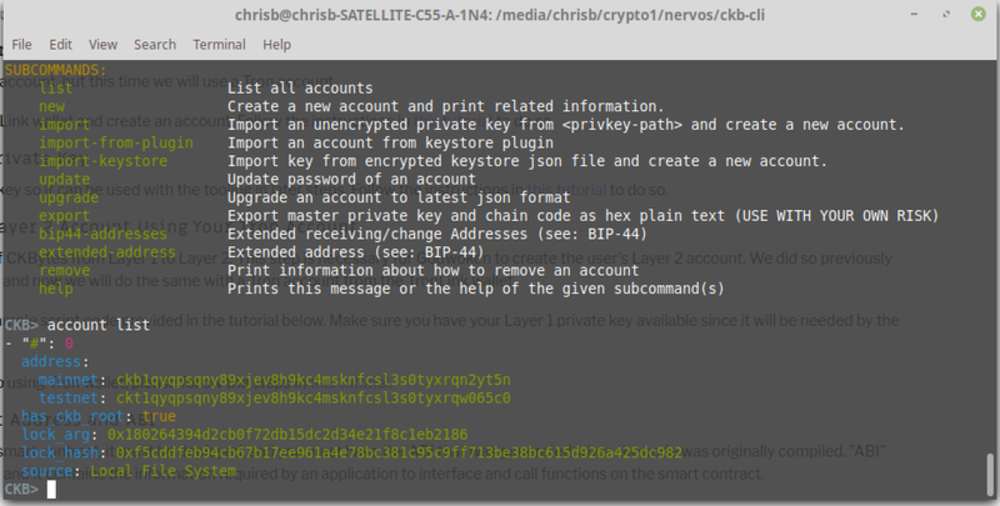 chrisb@chrisb-SATELLITE-C55-A-1N4: /media/chrisb/crypto1/nervos/ckb-cli
File Edit View Search Terminal Help
SUBCOMMANDS:
list List all accounts
new Create a new account and print related information.
import Import an unencrypted private key from <privkey-path> and create a new account.
import-from-plugin Import an account from keystore plugin
import-keystore Import key from encrypted keystore json file and create a new account.
update Update password of an account
upgrade Upgrade an account to latest json format
export Export master private key and chain code as hex plain text (USE WITH YOUR OWN RISK)
bip44-addresses Extended receiving/change Addresses (see: BIP-44)
extended-address Extended address (see: BIP-44)
remove Print information about how to remove an account
help Prints this message or the help of the given subcommand(s)
CKB> account list
- "#": 0
address:
mainnet: ckb1qyqpsqny89xjev8h9kc4msknfcsl3s0tyxrqn2yt5n
testnet: ckt1qyqpsqny89xjev8h9kc4msknfcsl3s0tyxrqw065c0
has_ckb_root: true
lock_arg: 0x180264394d2cb0f72db15dc2d34e21f8c1eb2186
lock_hash: 0xf5cddfeb94cb67b17ee961a4e78bc381c95c9ff713be38bc615d926a425dc982
source: Local File System
CKB>